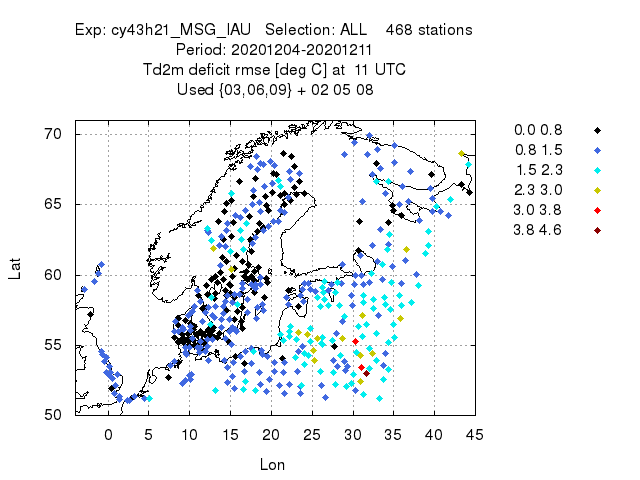 Exp: cy43h21_MSG_IAU Selection: ALL 468 stations
Period: 20201204-20201211
Td2m deficit rmse [deg C] at 11 UTC
Used {03,06,09} + 02 05 08
0.0 0.8
0.8 1.5
1.5 2.3
2.3 3.0
3.0 3.8
3.8 4.6
70
65
60
55
50
Lat
0 5 10 15 20 25 30 35 40 45
Lon